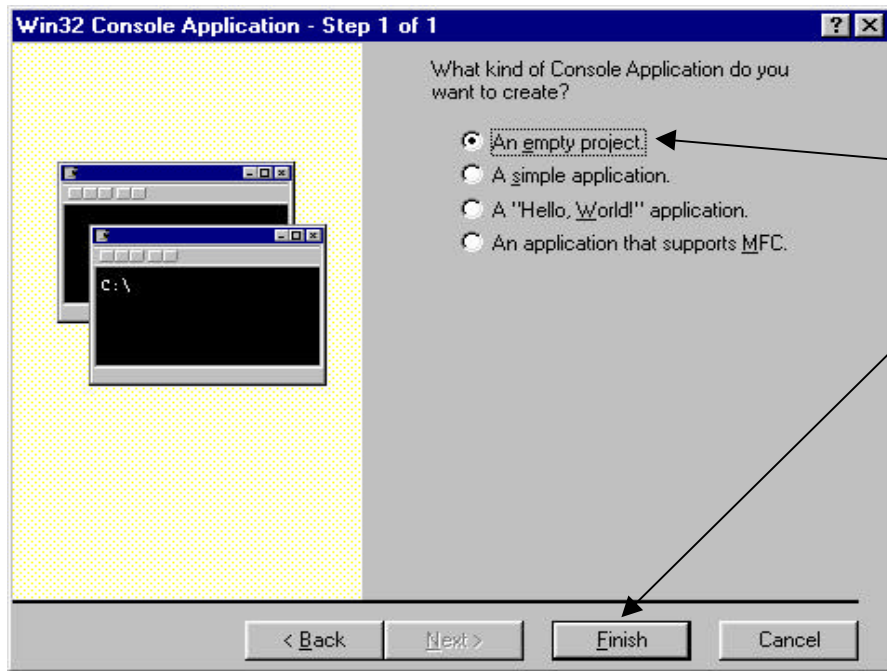 Win32 Console Application - Step 1 of 1
What kind of Console Application do you
want to create?
An empty project.
A simple application.
A "Hello, World!" application.
An application that supports MFC.
C:\
< Back
Next >
Finish
Cancel